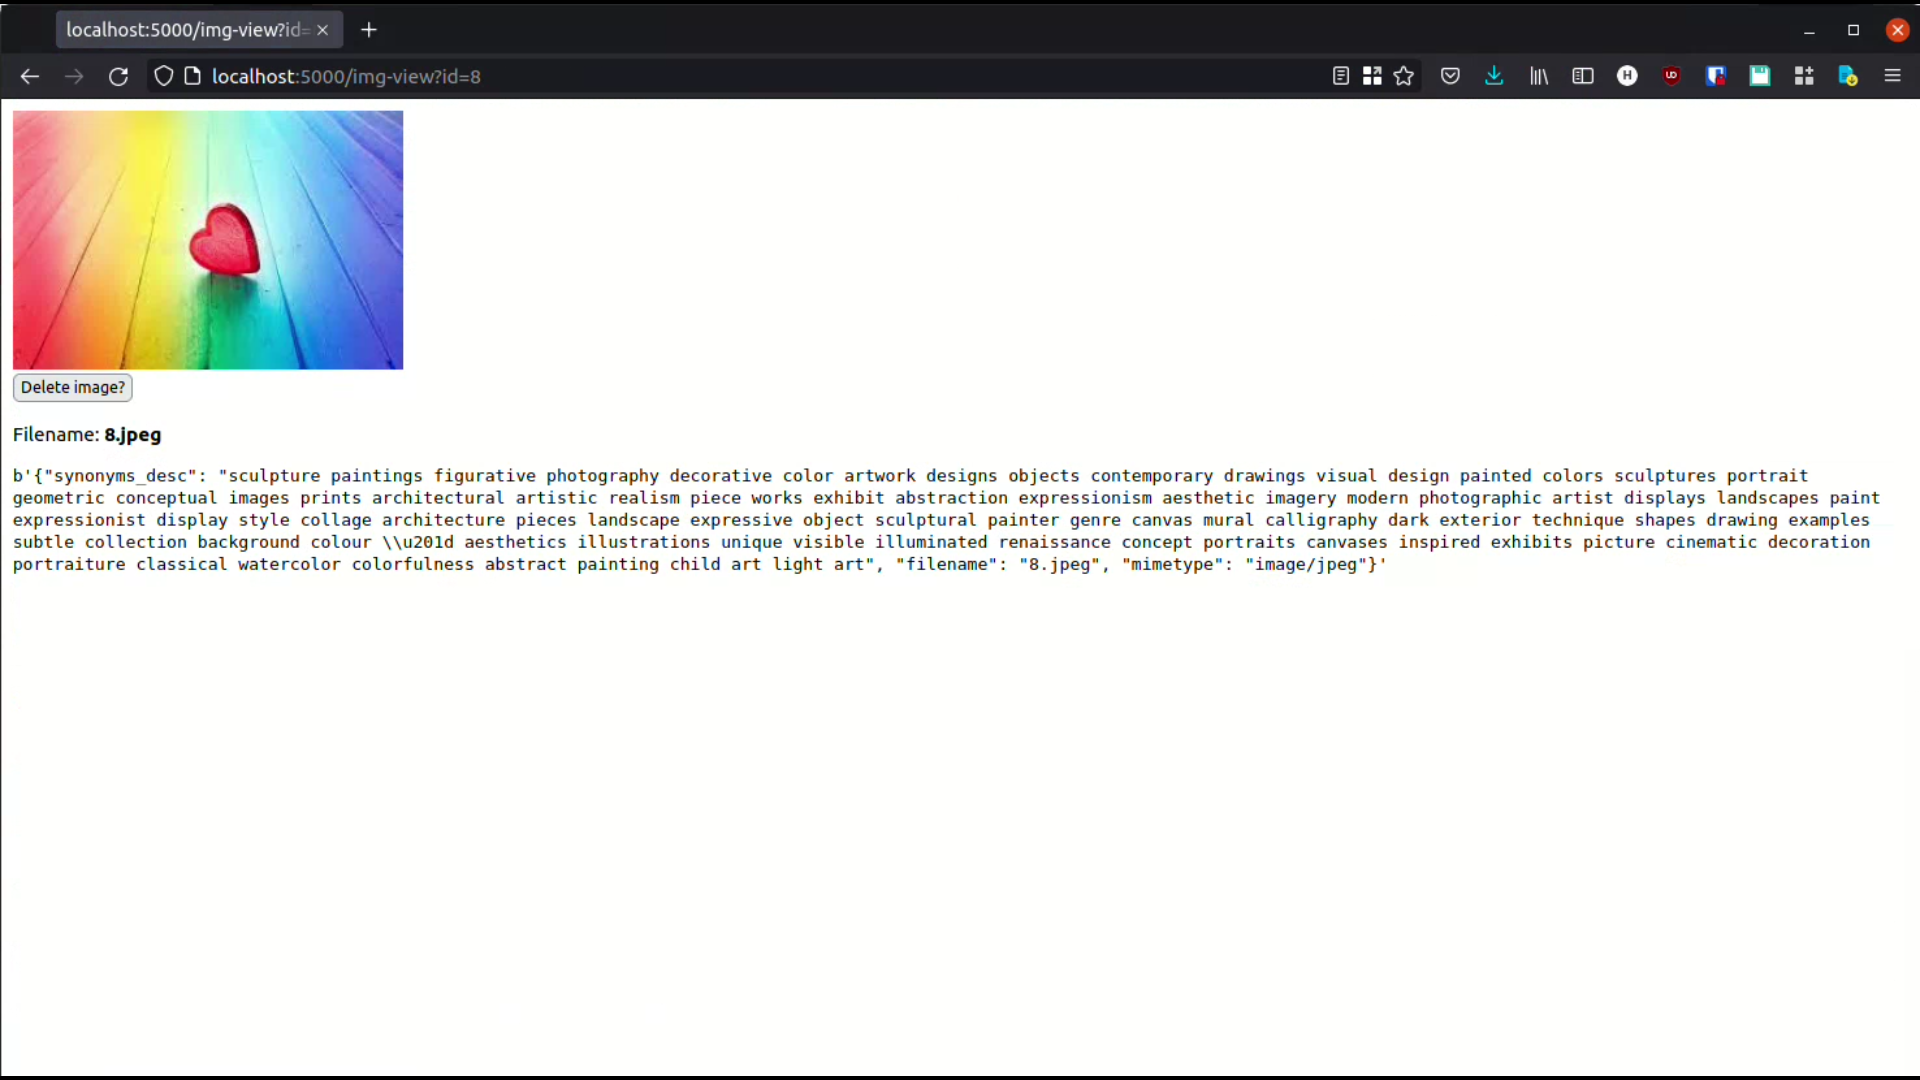 localhost:5000/img-view?id=
localhost:5000/img-view?id=8
H
UD
Delete image?
Filename: 8.jpeg
b'{"synonyms_desc": "sculpture paintings figurative photography decorative color artwork designs objects contemporary drawings visual design painted colors sculptures portrait
geometric conceptual images prints architectural artistic realism piece works exhibit abstraction expressionism aesthetic imagery modern photographic artist displays landscapes paint
expressionist display style collage architecture pieces landscape expressive object sculptural painter genre canvas mural calligraphy dark exterior technique shapes drawing examples
subtle collection background colour \\u201d aesthetics illustrations unique visible illuminated renaissance concept portraits canvases inspired exhibits picture cinematic decoration
portraiture classical watercolor colorfulness abstract painting child art light art", "filename": "8.jpeg", "mimetype": "image/jpeg"}'